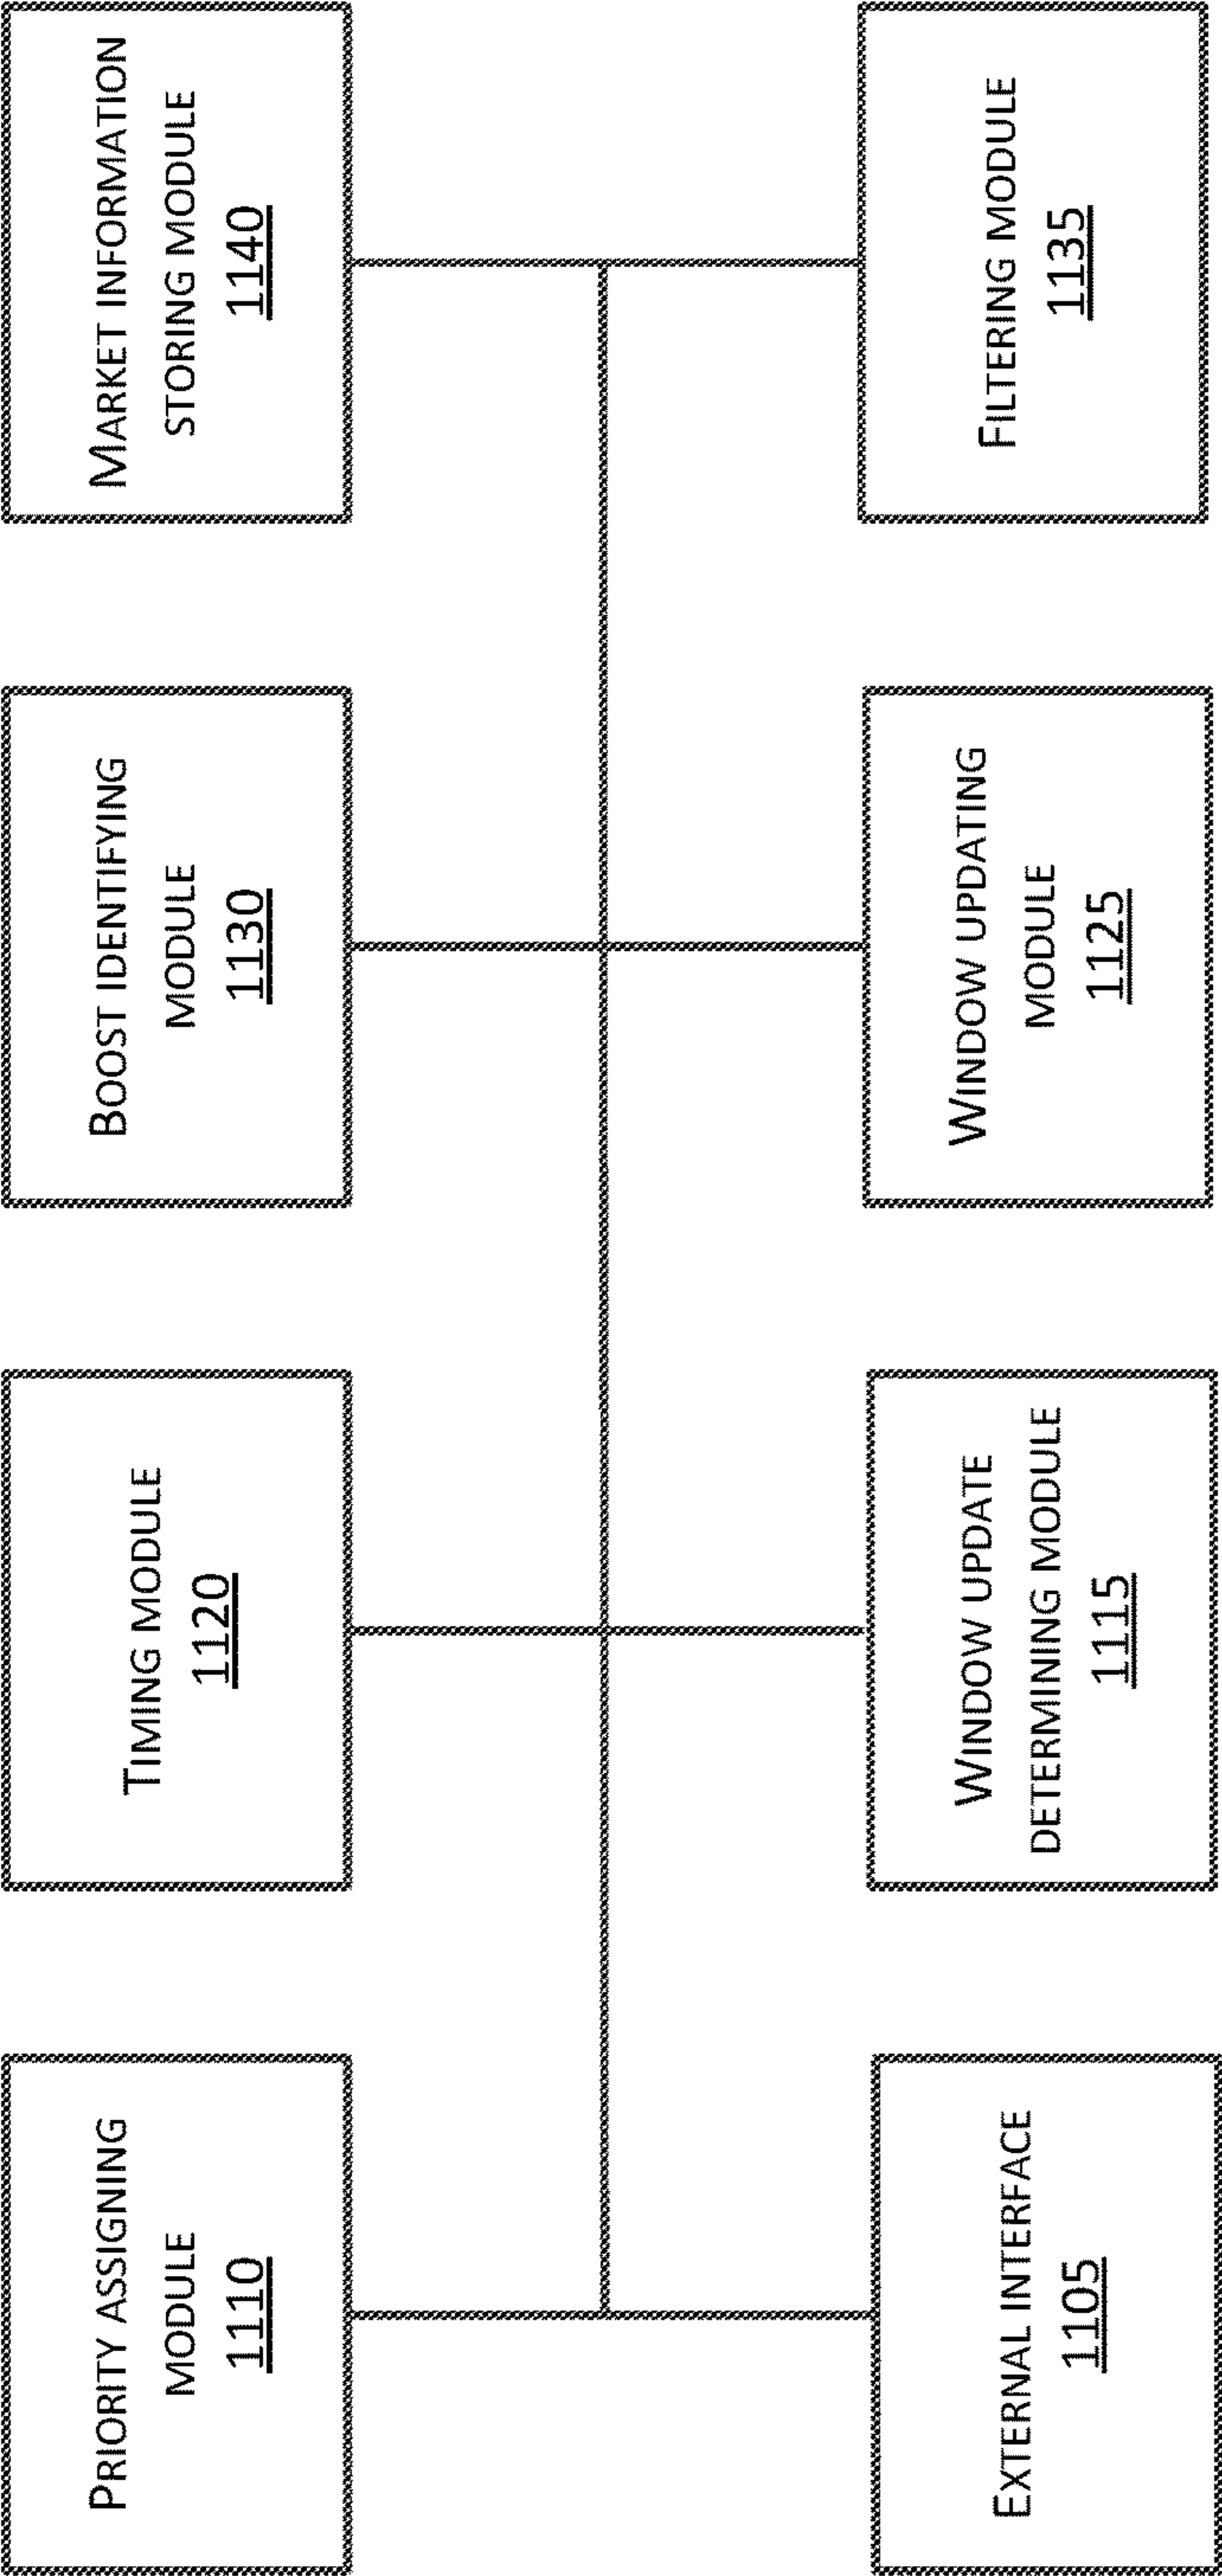 PRIORITY ASSIGNING
MODULE
1110
TIMING MODULE
1120
BOOST IDENTIFYING
MODULE
1130
MARKET INFORMATION
STORING MODULE
1140
EXTERNAL INTERFACE
1105
WINDOW UPDATE
DETERMINING MODULE
1115
WINDOW UPDATING
MODULE
1125
FILTERING MODULE
1135